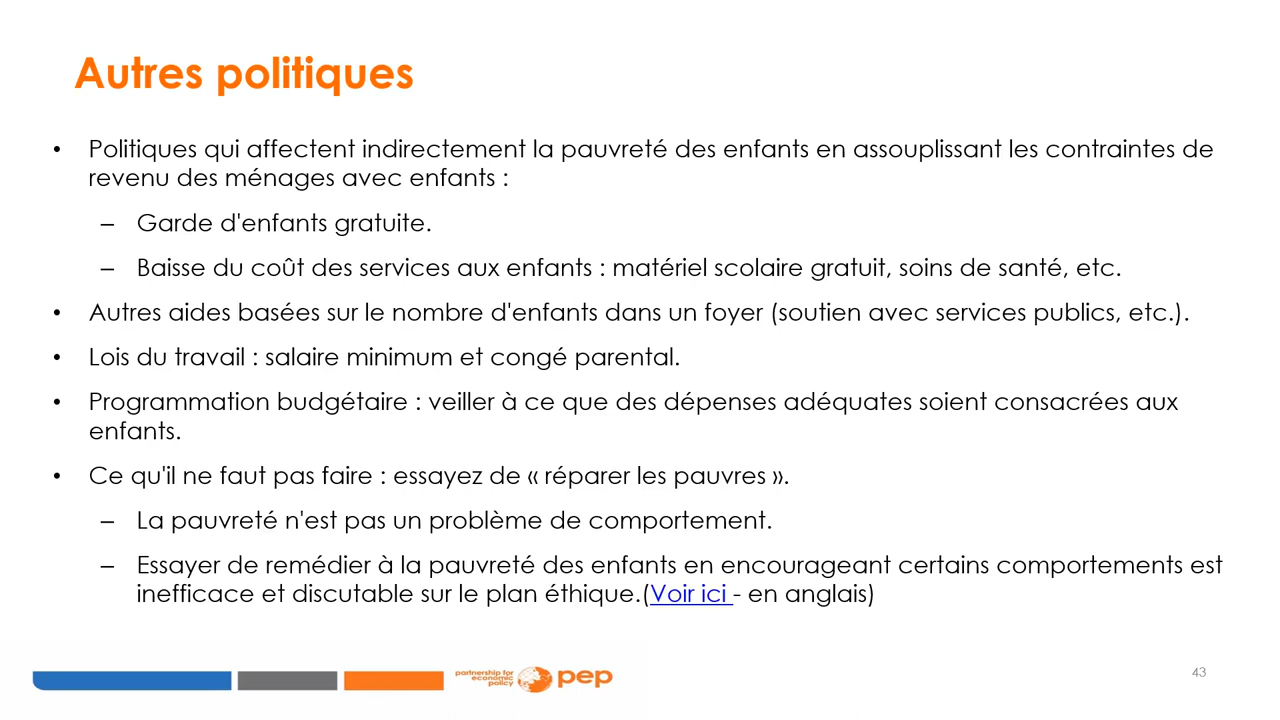 Autres politiques
• Politiques qui affectent indirectement la pauvreté des enfants en assouplissant les contraintes de
revenu des ménages avec enfants :
– Garde d'enfants gratuite.
– Baisse du coût des services aux enfants : matériel scolaire gratuit, soins de santé, etc.
• Autres aides basées sur le nombre d'enfants dans un foyer (soutien avec services publics, etc.).
• Lois du travail : salaire minimum et congé parental.
• Programmation budgétaire : veiller à ce que des dépenses adéquates soient consacrées aux
enfants.
• Ce qu'il ne faut pas faire : essayez de « réparer les pauvres ».
– La pauvreté n'est pas un problème de comportement.
– Essayer de remédier à la pauvreté des enfants en encourageant certains comportements est
inefficace et discutable sur le plan éthique.(Voir ici - en anglais)
partnership for
economic
policy
pep
43